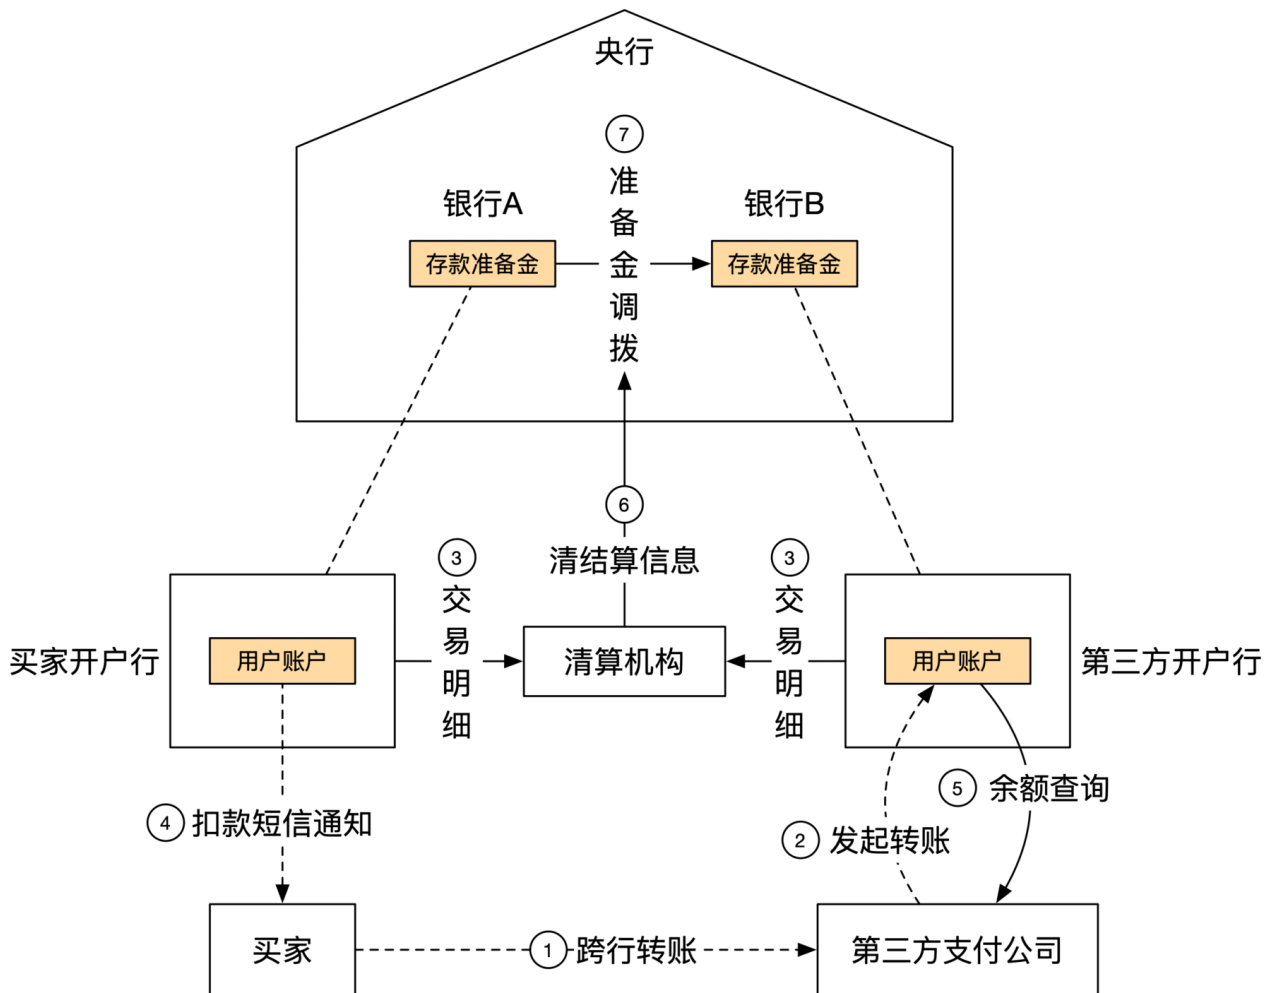 央行
⑦
准备金调拨
银行A
银行B
存款准备金
存款准备金
⑥
清结算信息
③
交易明细
③
交易明细
买家开户行
用户账户
清算机构
用户账户
第三方开户行
④ 扣款短信通知
⑤ 余额查询
② 发起转账
买家
① 跨行转账
第三方支付公司